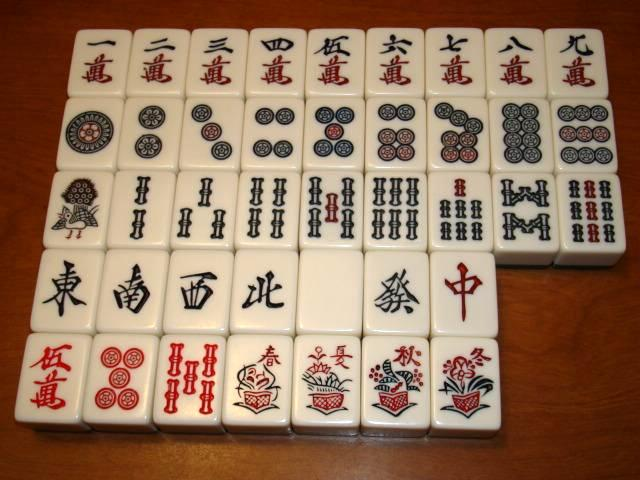 一萬 二萬 三萬 四萬 伍萬 六萬 七萬 八萬 九萬
東 南 西 北 發 中
伍萬 春 夏 秋 冬